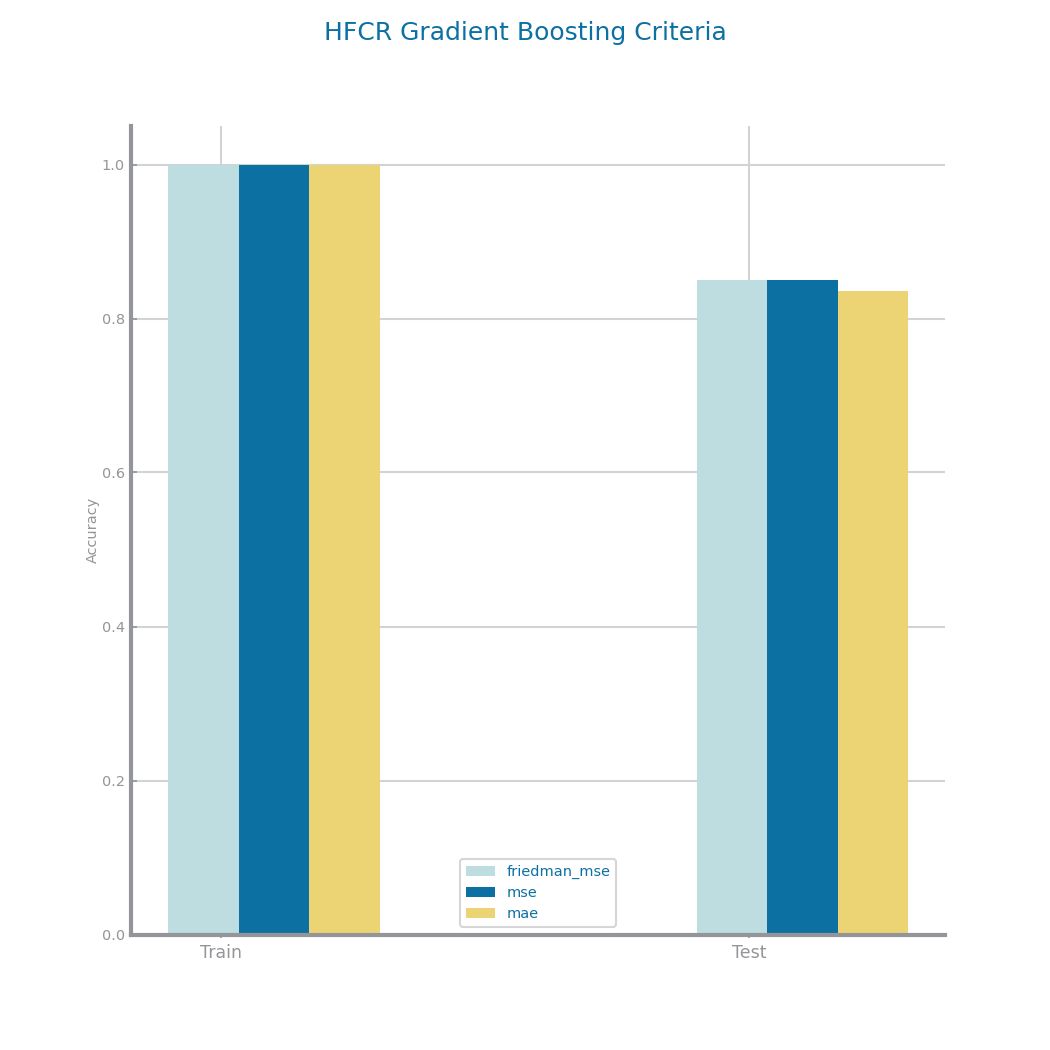 HFCR Gradient Boosting Criteria
1.0
0.8
0.6
0.4
0.2
0.0
Accuracy
friedman_mse
mse
mae
Train
Test